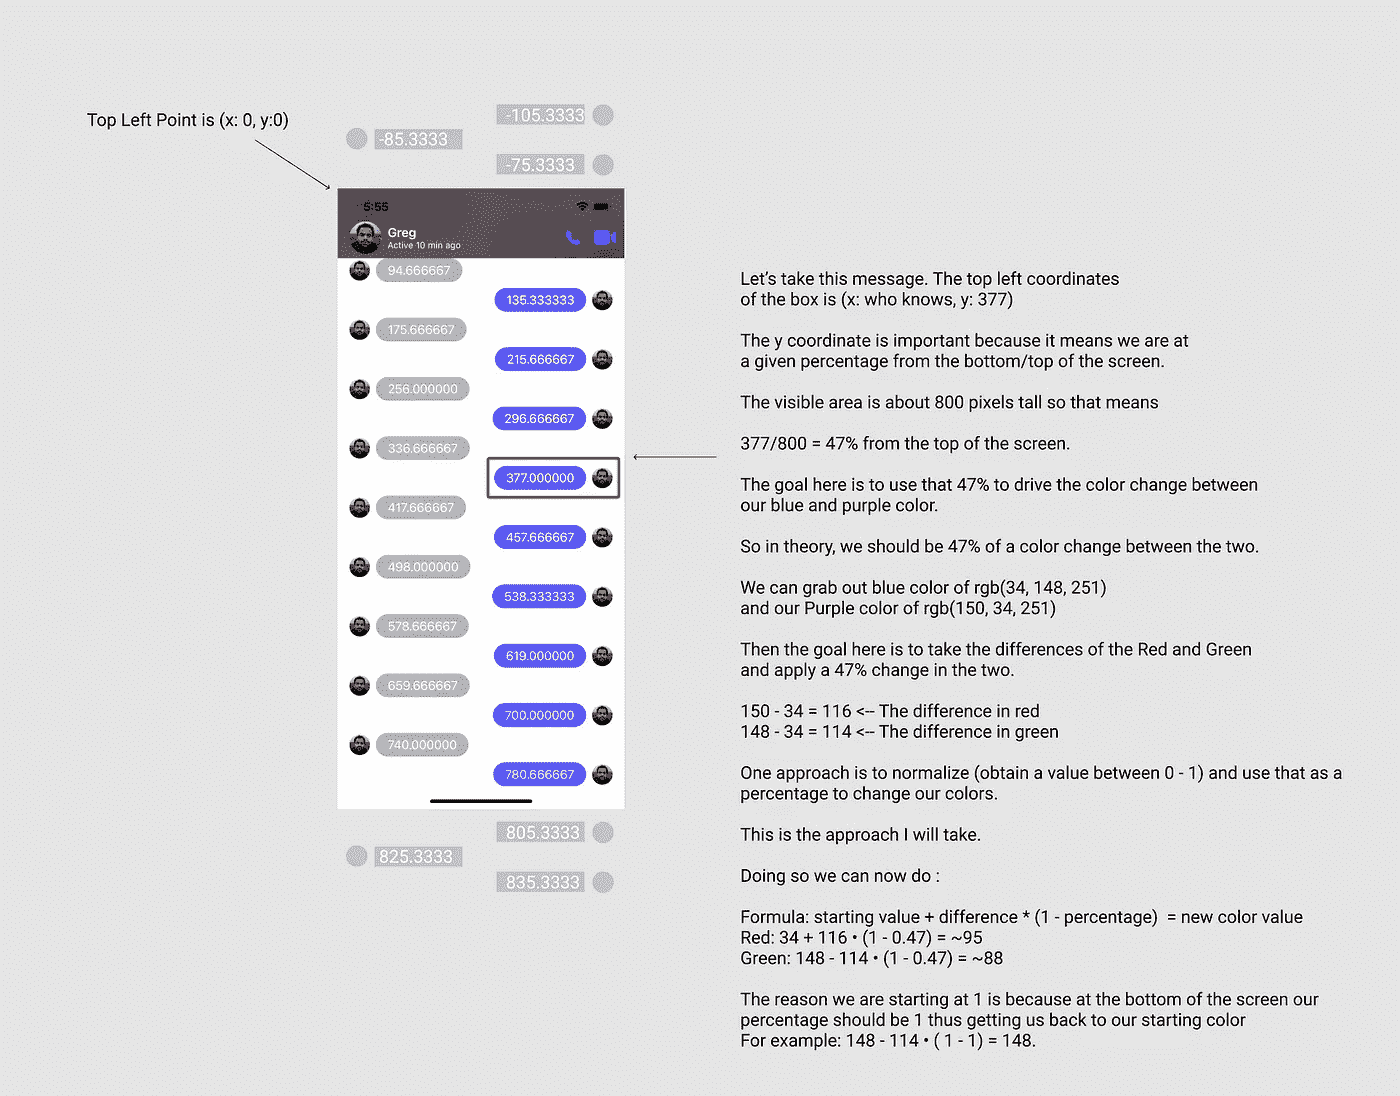 Top Left Point is (x: 0, y:0)
-105.3333
-85.3333
-75.3333
5:55
Greg
Active 10 min ago
94.666667
135.333333
175.666667
215.666667
256.000000
296.666667
336.666667
377.000000
417.666667
457.666667
498.000000
538.333333
578.666667
619.000000
659.666667
700.000000
740.000000
780.666667
805.3333
825.3333
835.3333
Let's take this message. The top left coordinates
of the box is (x: who knows, y: 377)
The y coordinate is important because it means we are at
a given percentage from the bottom/top of the screen.
The visible area is about 800 pixels tall so that means
377/800 = 47% from the top of the screen.
The goal here is to use that 47% to drive the color change between
our blue and purple color.
So in theory, we should be 47% of a color change between the two.
We can grab out blue color of rgb(34, 148, 251)
and our Purple color of rgb(150, 34, 251)
Then the goal here is to take the differences of the Red and Green
and apply a 47% change in the two.
150 - 34 = 116 <-- The difference in red
148 - 34 = 114 <-- The difference in green
One approach is to normalize (obtain a value between 0 - 1) and use that as a
percentage to change our colors.
This is the approach I will take.
Doing so we can now do :
Formula: starting value + difference * (1 - percentage)  = new color value
Red: 34 + 116 • (1 - 0.47) = ~95
Green: 148 - 114 • (1 - 0.47) = ~88
The reason we are starting at 1 is because at the bottom of the screen our
percentage should be 1 thus getting us back to our starting color
For example: 148 - 114 • ( 1 - 1) = 148.